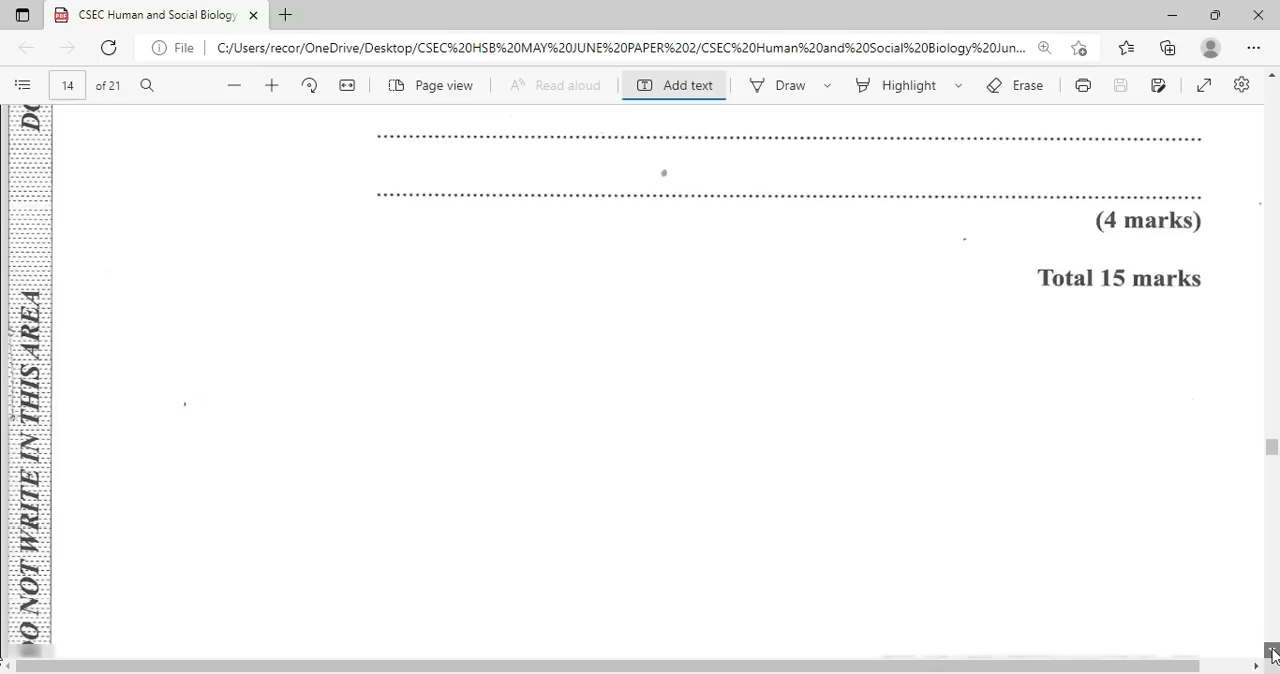 CSEC Human and Social Biology
File
C:/Users/recor/OneDrive/Desktop/CSEC%20HSB%20MAY%20JUNE%20PAPER%202/CSEC%20Human%20and%20Social%20Biology%20Jun...
14 of 21
Page view
Read aloud
Add text
Draw
Highlight
Erase
(4 marks)
Total 15 marks
DO NOT WRITE IN THIS AREA
DO